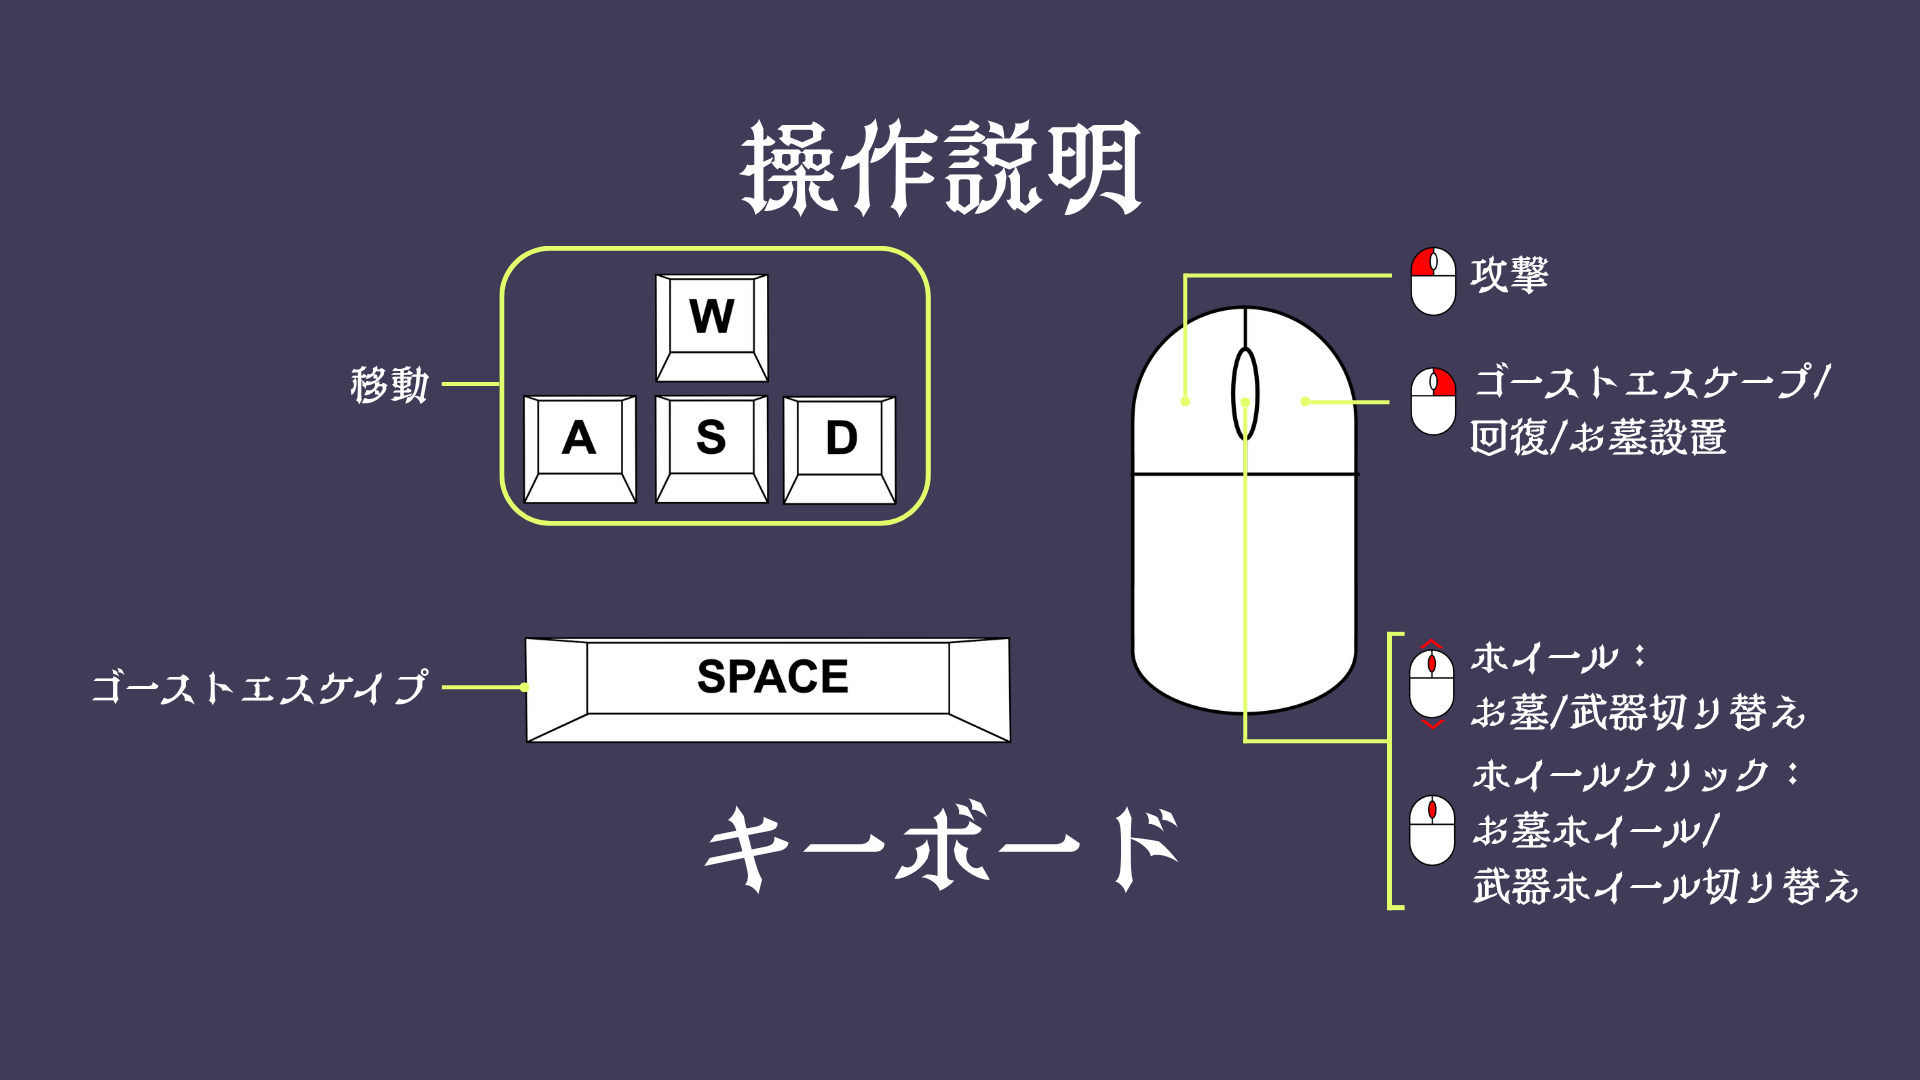 操作説明
移動
W
A
S
D
ゴーストエスケイプ
SPACE
攻撃
ゴーストエスケープ/
回復/お墓設置
ホイール：
お墓/武器切り替え
ホイールクリック：
お墓ホイール/
武器ホイール切り替え
キーボード